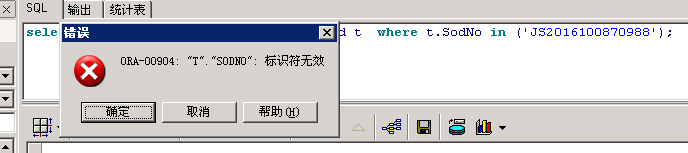 SQL 输出 统计表
sele
d t where t.SodNo in ('JS2016100870988');
错误
ORA-00904: "T"."SODNO": 标识符无效
确定 取消 帮助(H)